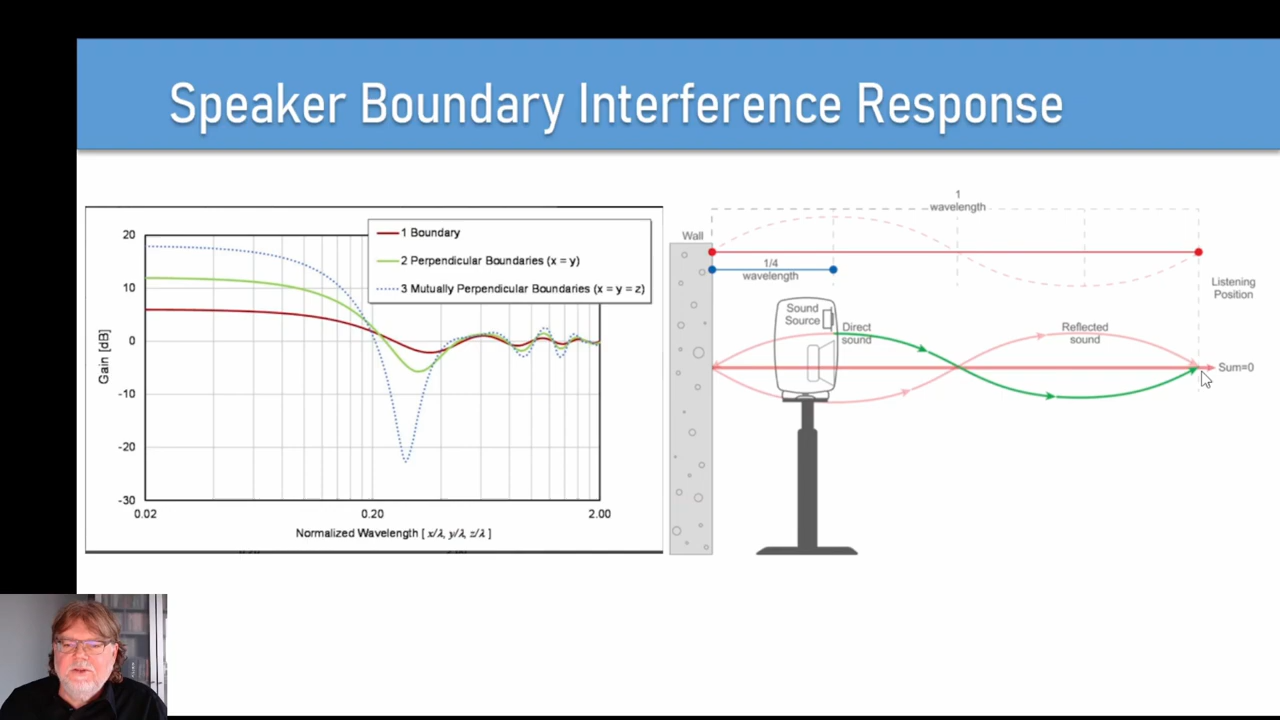 Speaker Boundary Interference Response
20
10
0
-10
-20
-30
Gain [dB]
1 Boundary
2 Perpendicular Boundaries (x = y)
3 Mutually Perpendicular Boundaries (x = y = z)
0.02
0.20
2.00
Normalized Wavelength [ x/λ, y/λ, z/λ ]
1
wavelength
Wall
1/4
wavelength
Listening
Position
Sound
Source
Direct
sound
Reflected
sound
Sum=0